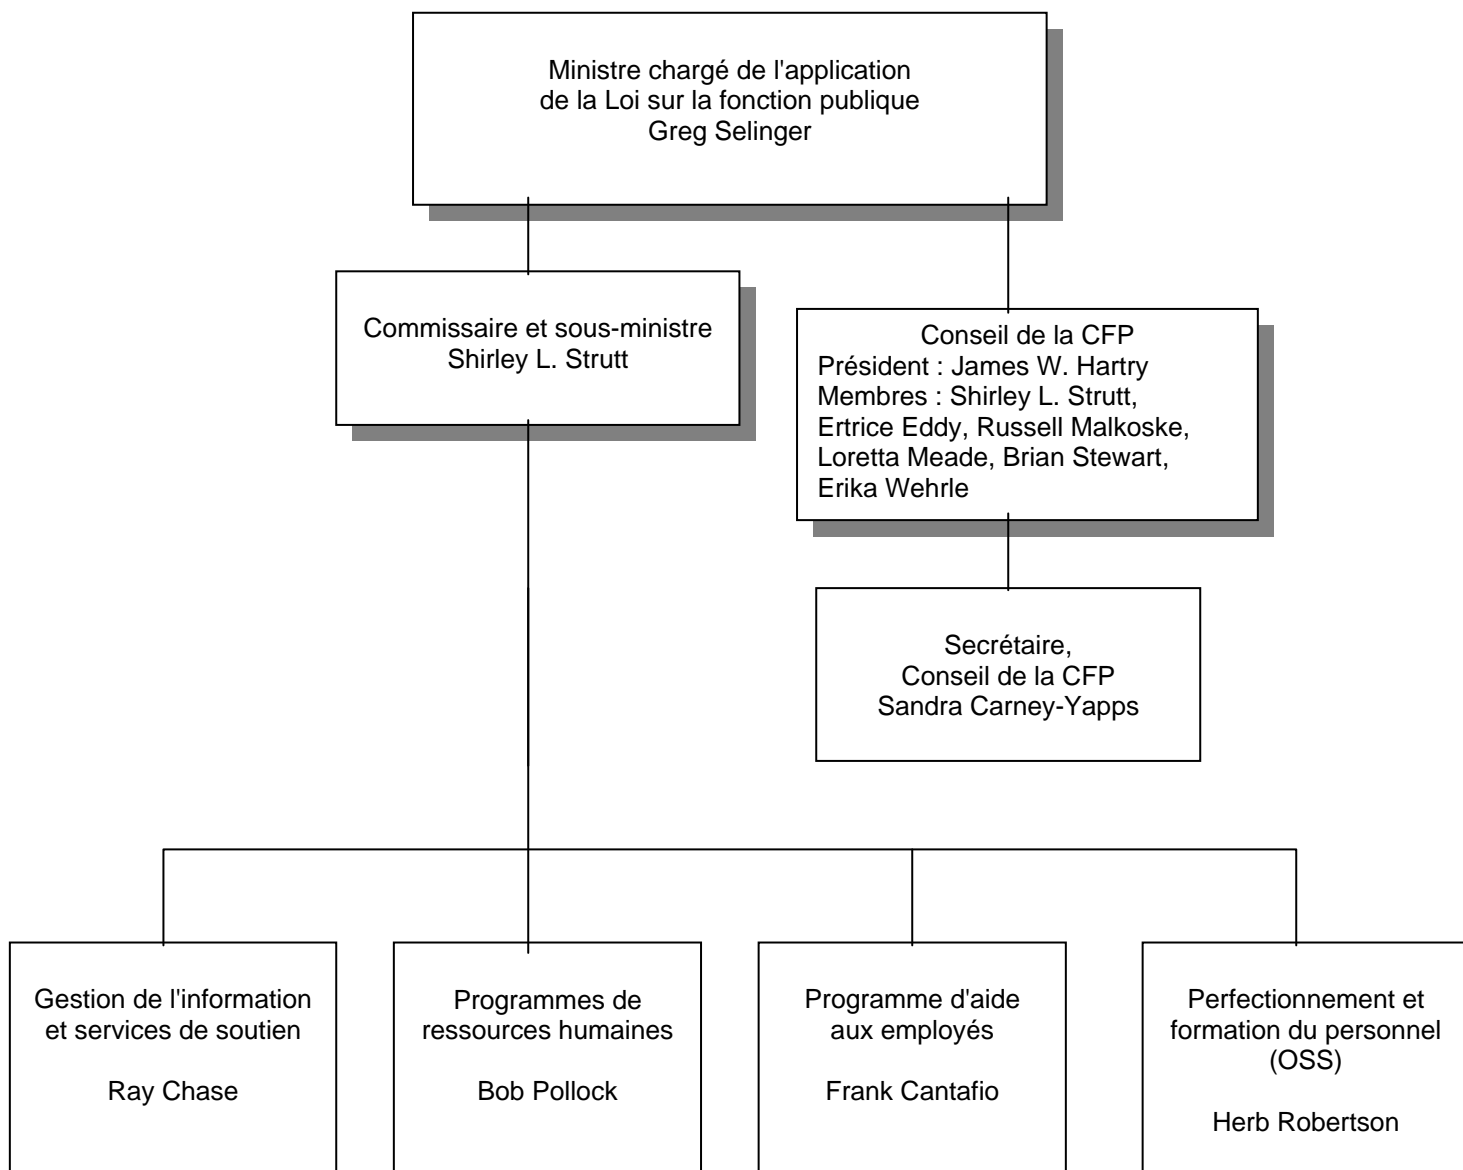 Ministre chargé de l'application
de la Loi sur la fonction publique
Greg Selinger
Commissaire et sous-ministre
Shirley L. Strutt
Conseil de la CFP
Président : James W. Hartry
Membres : Shirley L. Strutt,
Ertrice Eddy, Russell Malkoske,
Loretta Meade, Brian Stewart,
Erika Wehrle
Secrétaire,
Conseil de la CFP
Sandra Carney-Yapps
Gestion de l'information
et services de soutien
Ray Chase
Programmes de
ressources humaines
Bob Pollock
Programme d'aide
aux employés
Frank Cantafio
Perfectionnement et
formation du personnel
(OSS)
Herb Robertson